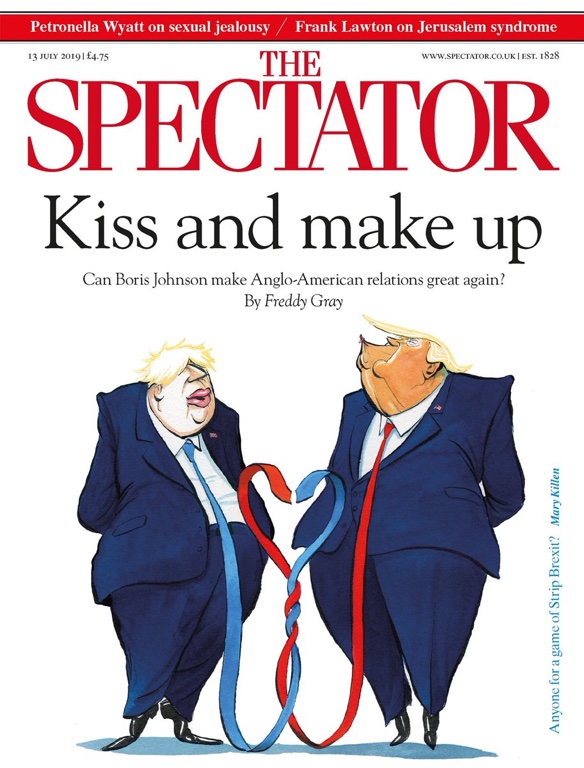 Petronella Wyatt on sexual jealousy / Frank Lawton on Jerusalem syndrome
13 JULY 2019 | £4.75
WWW.SPECTATOR.CO.UK | EST. 1828
THE
SPECTATOR
Kiss and make up
Can Boris Johnson make Anglo-American relations great again?
By Freddy Gray
Anyone for a game of Strip Brexit? Mary Killen